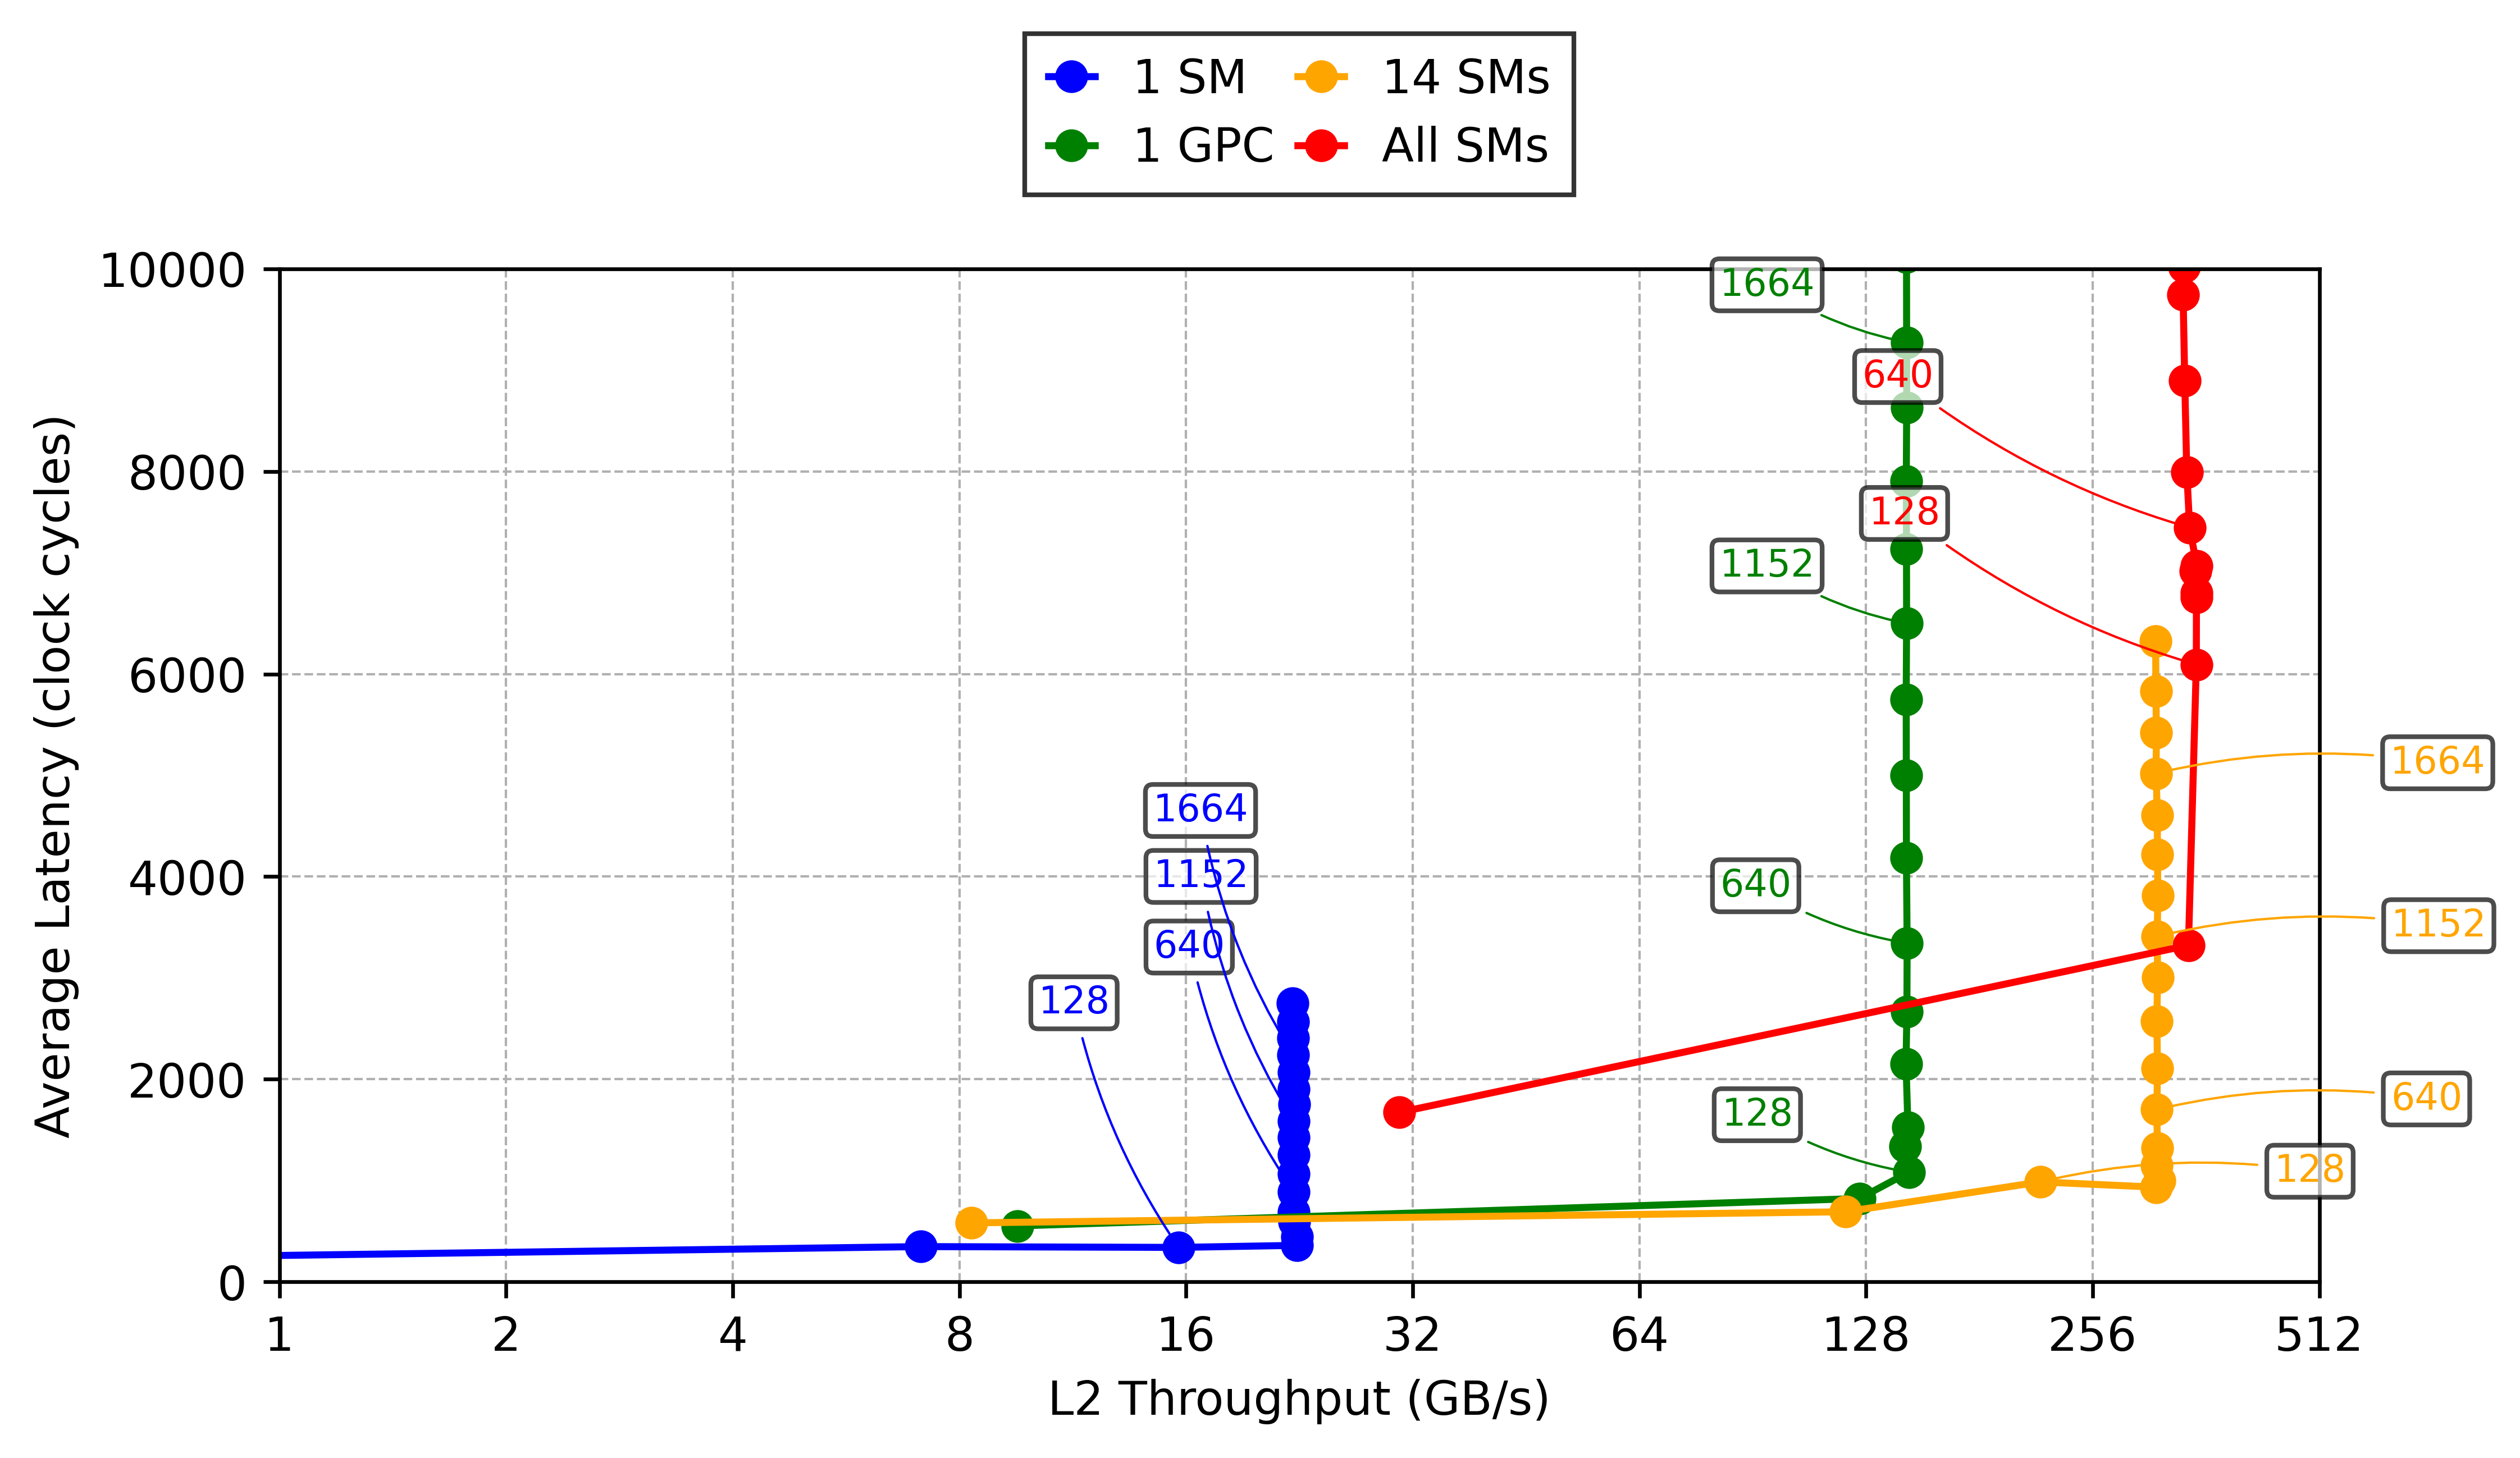 1 SM
14 SMs
1 GPC
All SMs
10000
8000
6000
4000
2000
0
Average Latency (clock cycles)
1664
640
128
1152
640
128
1664
1152
640
128
1664
1152
640
128
1 2 4 8 16 32 64 128 256 512
L2 Throughput (GB/s)